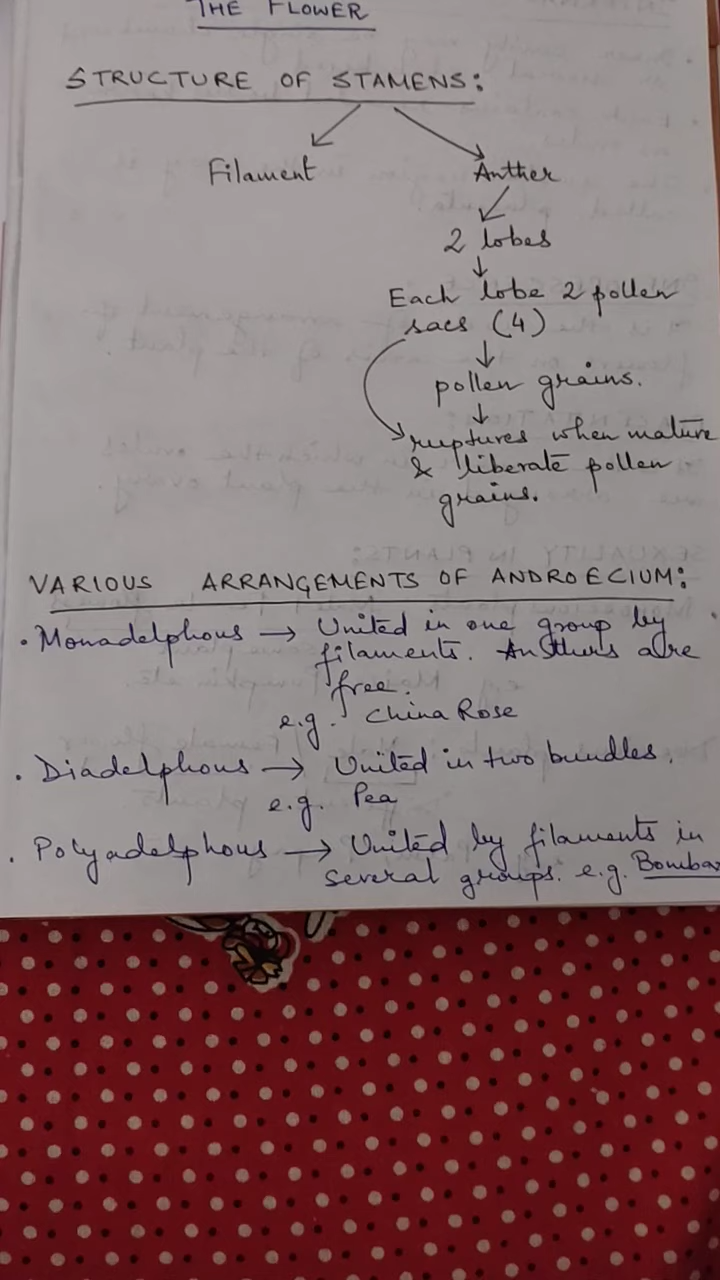 THE FLOWER
STRUCTURE OF STAMENS:
Filament Anther
2 lobes
Each lobe 2 pollen
sacs (4)
pollen grains.
ruptures when mature
& liberate pollen
grains.
VARIOUS ARRANGEMENTS OF ANDROECIUM:
• Monadelphous → United in one group by
filaments. Anthers are
free.
e.g. China Rose
• Diadelphous → United in two bundles.
e.g. Pea
• Polyadelphous → United by filaments in
several groups. e.g. Bomba